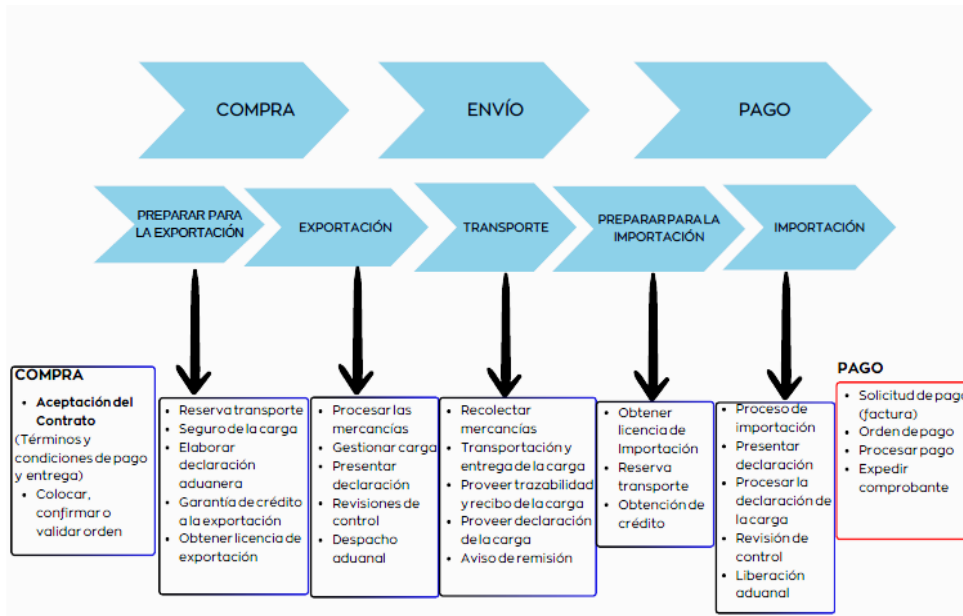 COMPRA
ENVÍO
PAGO
PREPARAR PARA
LA EXPORTACIÓN
EXPORTACIÓN
TRANSPORTE
PREPARAR PARA LA
IMPORTACIÓN
IMPORTACIÓN
COMPRA
• Aceptación del
Contrato
(Términos y
condiciones de pago
y entrega)
• Colocar,
confirmar o
validar orden
• Reserva transporte
• Seguro de la carga
• Elaborar
declaración
aduanera
• Garantía de crédito
a la exportación
• Obtener licencia de
exportación
• Procesar las
mercancías
• Gestionar carga
• Presentar
declaración
• Revisiones de
control
• Despacho
aduanal
• Recolectar
mercancías
• Transportación y
entrega de la carga
• Proveer trazabilidad
y recibo de la carga
• Proveer declaración
de la carga
• Aviso de remisión
• Obtener
licencia de
Importación
• Reserva
transporte
• Obtención de
crédito
• Proceso de
importación
• Presentar
declaración
• Procesar la
declaración de
la carga
• Revisión de
control
• Liberación
aduanal
PAGO
• Solicitud de pago
(factura)
• Orden de pago
• Procesar pago
• Expedir
comprobante